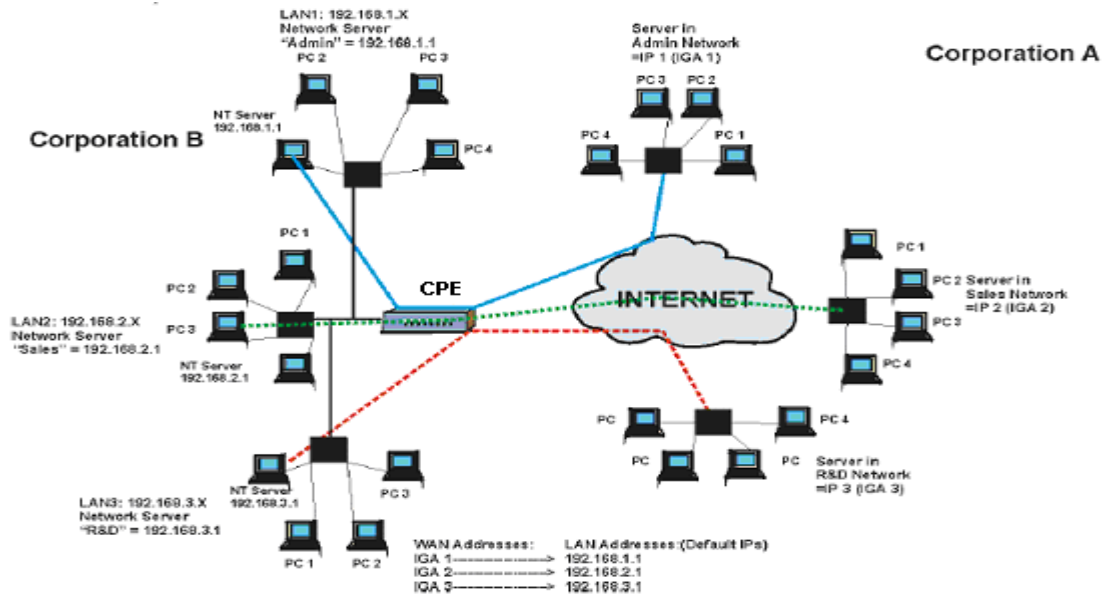 LAN1: 192.168.1.X
Network Server
"Admin" = 192.168.1.1
PC 2
PC 3
NT Server
192.168.1.1
PC 4
Corporation B
Server in
Admin Network
=IP 1 (IGA 1)
PC 3
PC 2
PC 4
PC 1
Corporation A
PC 1
PC 2
PC 3
LAN2: 192.168.2.X
Network Server
"Sales" = 192.168.2.1
NT Server
192.168.2.1
CPE
INTERNET
PC 1
PC 2
Server in
Sales Network
=IP 2 (IGA 2)
PC 3
PC 4
NT Server
192.168.3.1
PC 3
LAN3: 192.168.3.X
Network Server
"R&D" = 192.168.3.1
PC 1
PC 2
PC
PC 4
PC
PC
Server in
R&D Network
=IP 3 (IGA 3)
WAN Addresses: LAN Addresses:(Default IPs)
IGA 1---------------> 192.168.1.1
IGA 2---------------> 192.168.2.1
IGA 3---------------> 192.168.3.1